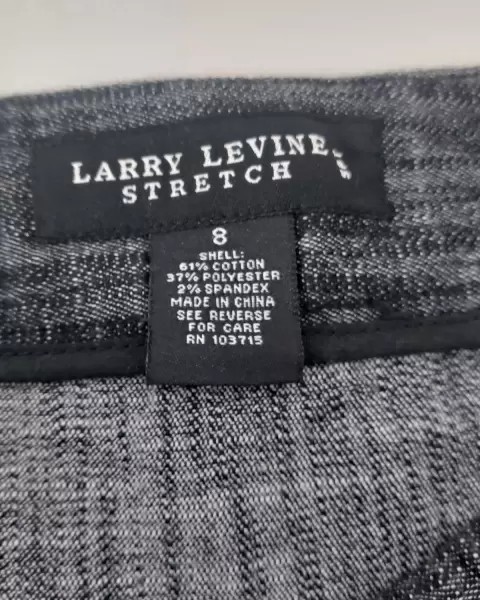 LARRY LEVINE
STRETCH
8
SHELL:
61% COTTON
37% POLYESTER
2% SPANDEX
MADE IN CHINA
SEE REVERSE
FOR CARE
RN 103715